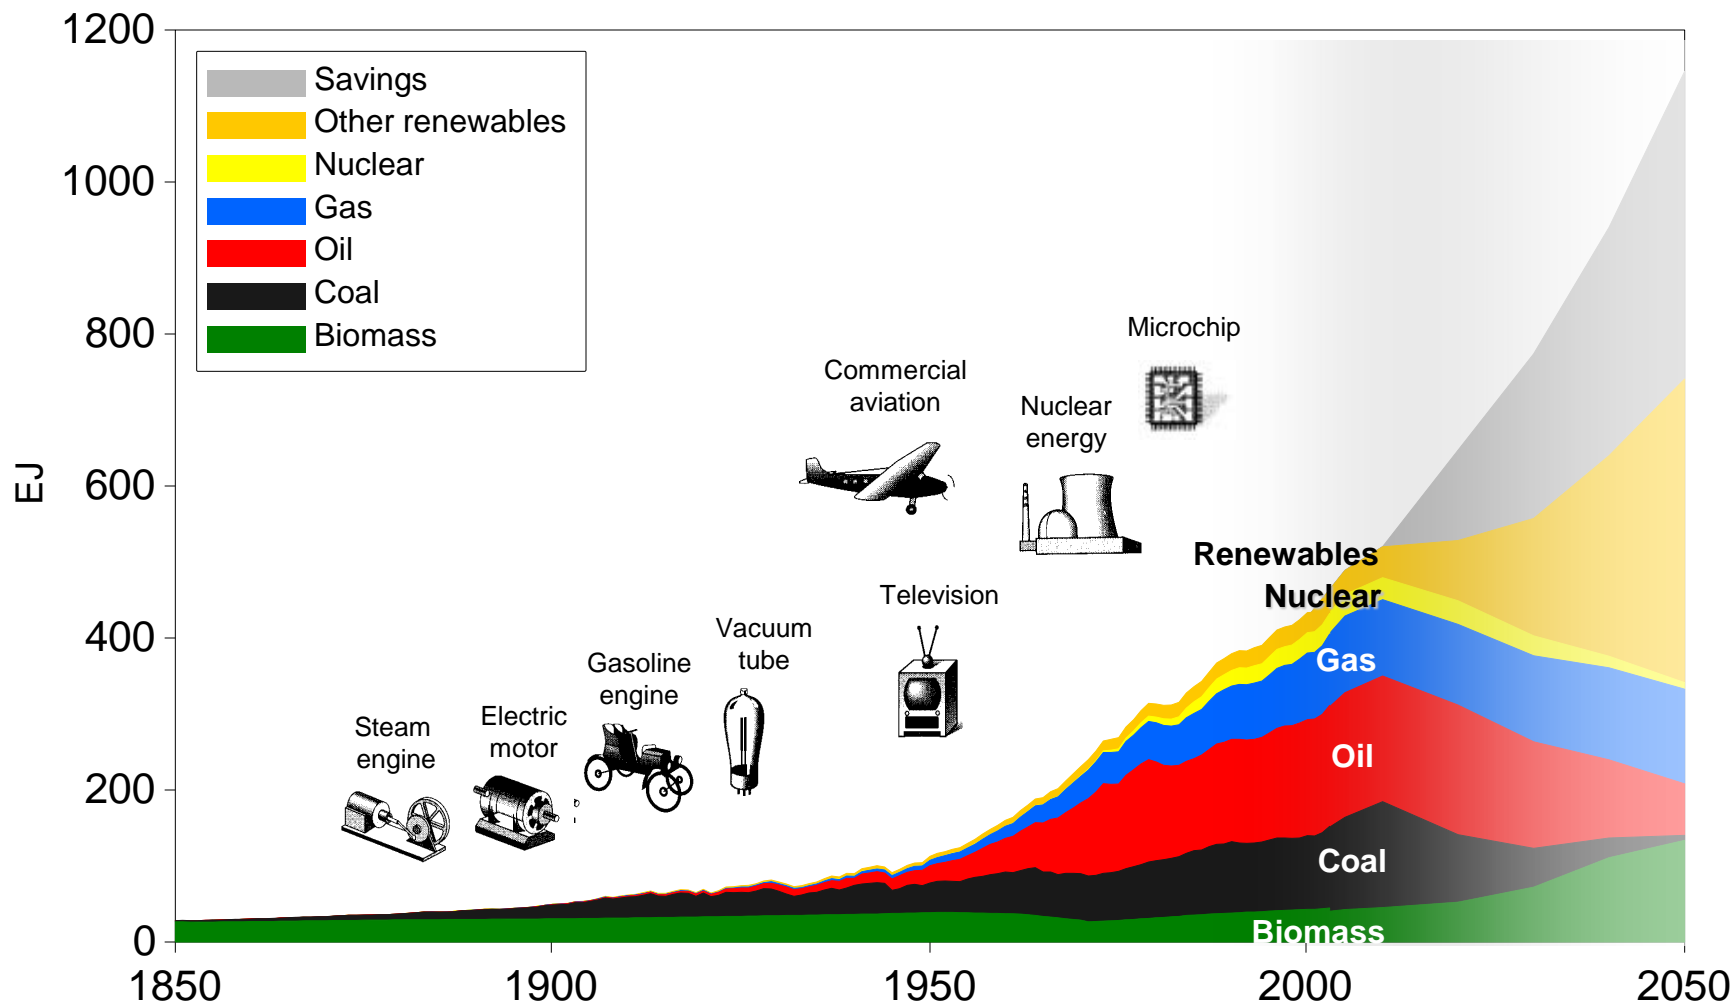 1200
1000
800
600
400
200
0
EJ
Savings
Other renewables
Nuclear
Gas
Oil
Coal
Biomass
Microchip
Commercial
aviation
Nuclear
energy
Television
Vacuum
tube
Gasoline
engine
Electric
motor
Steam
engine
Renewables
Nuclear
Gas
Oil
Coal
Biomass
1850
1900
1950
2000
2050